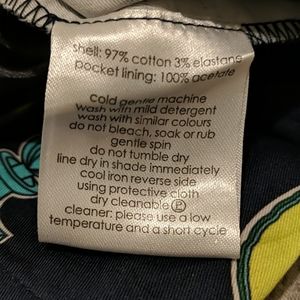 shell: 97% cotton 3% elastane
pocket lining: 100% acetate
cold gentle machine
wash with mild detergent
wash with similar colours
do not bleach, soak or rub
gentle spin
do not tumble dry
line dry in shade immediately
cool iron reverse side
using protective cloth
dry cleanable Ⓟ
cleaner: please use a low
temperature and a short cycle